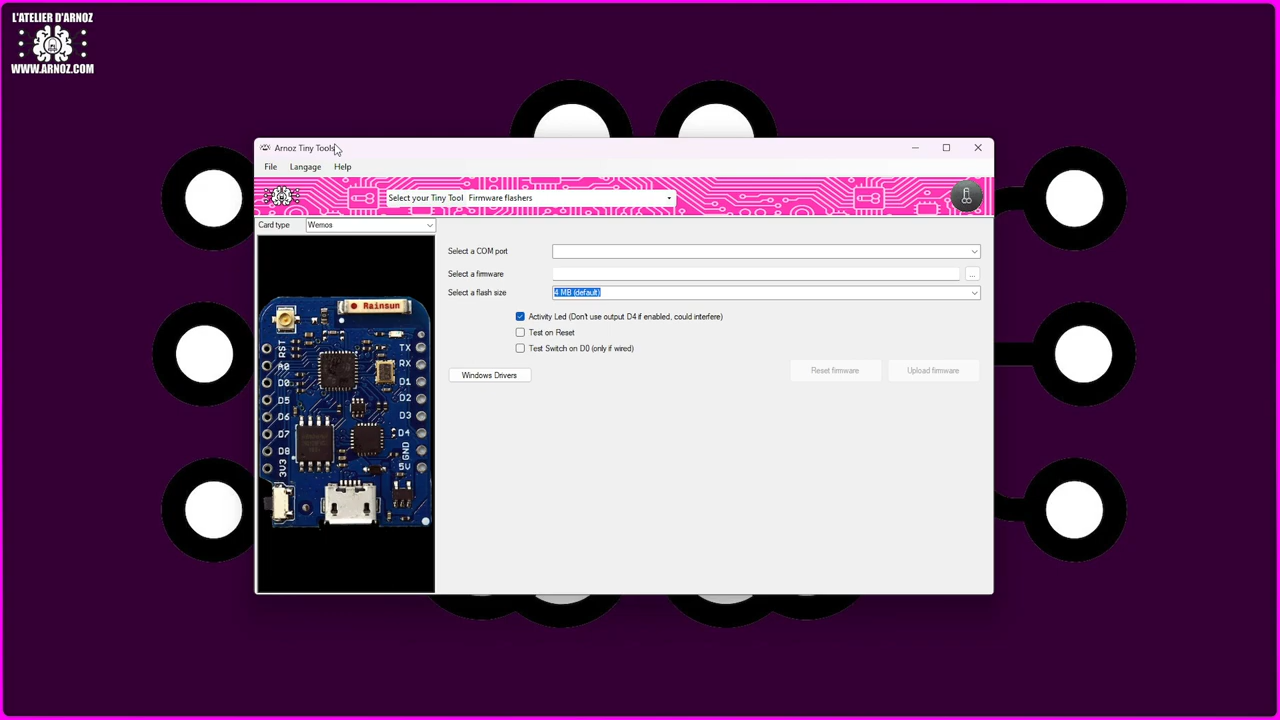 L'ATELIER D'ARNOZ
WWW.ARNOZ.COM
Arnoz Tiny Tools
File Langage Help
Select your Tiny Tool Firmware flashers
Card type Wemos
Select a COM port
Select a firmware ...
Select a flash size 4 MB (default)
Activity Led (Don't use output D4 if enabled, could interfere)
Test on Reset
Test Switch on D0 (only if wired)
Windows Drivers Reset firmware Upload firmware
Rainsun
RST TX
A0 RX
D0 D1
D5 D2
D6 D3
D7 D4
D8 GND
3V3 5V